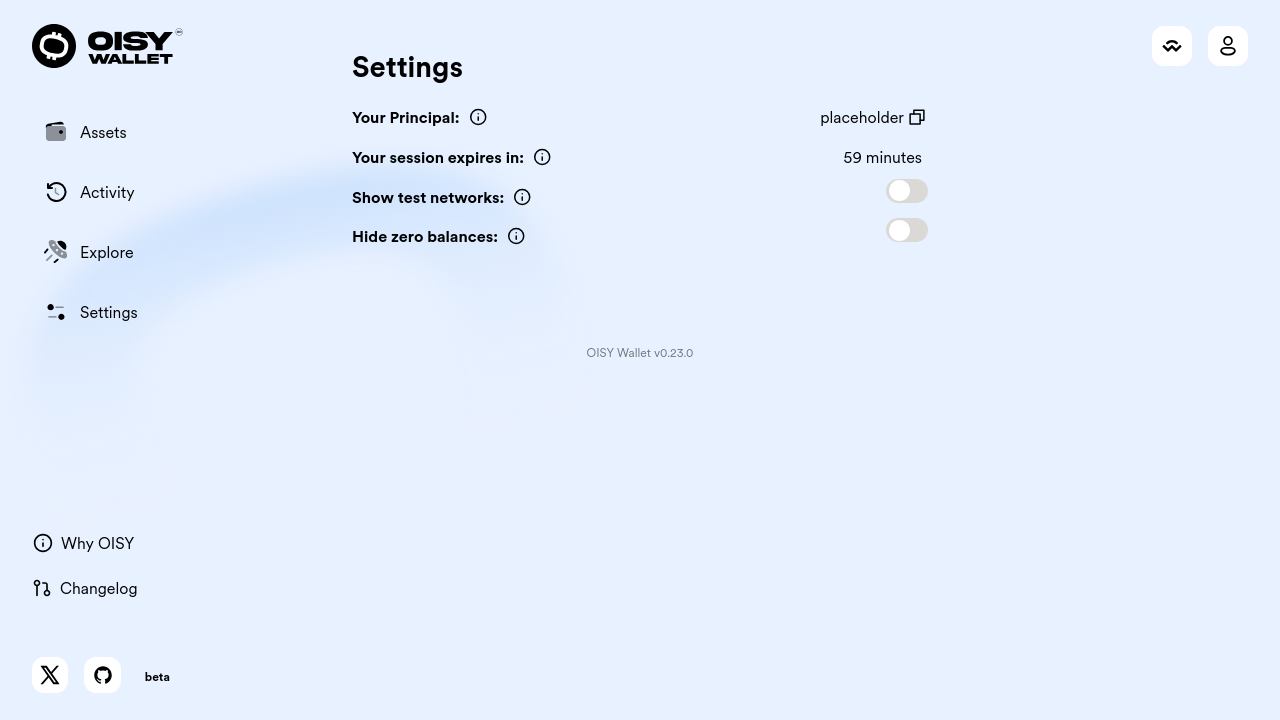 OISY
WALLET
Settings
Your Principal:
placeholder
Your session expires in:
59 minutes
Show test networks:
Hide zero balances:
Assets
Activity
Explore
Settings
OISY Wallet v0.23.0
Why OISY
Changelog
beta